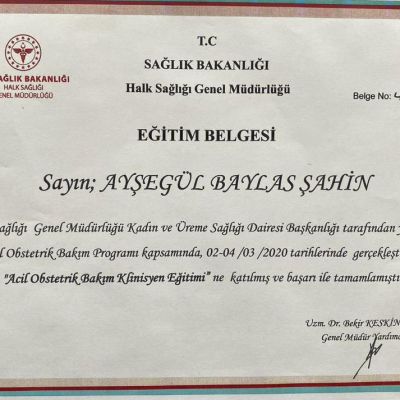 T.C
SAĞLIK BAKANLIĞI
Halk Sağlığı Genel Müdürlüğü
SAĞLIK BAKANLIĞI
HALK SAĞLIĞI
GENEL MÜDÜRLÜĞÜ
Belge No:
EĞİTİM BELGESİ
Sayın; AYŞEGÜL BAYLAS ŞAHİN
Genel Müdürlüğü Kadın ve Üreme Sağlığı Dairesi Başkanlığı tarafından
Obstetrik Bakım Programı kapsamında, 02-04 /03 /2020 tarihlerinde
"Acil Obstetrik Bakım Klinisyen Eğitimi" ne katılmış ve başarı ile
Uzm. Dr. Bekir KESKİN
Genel Müdür